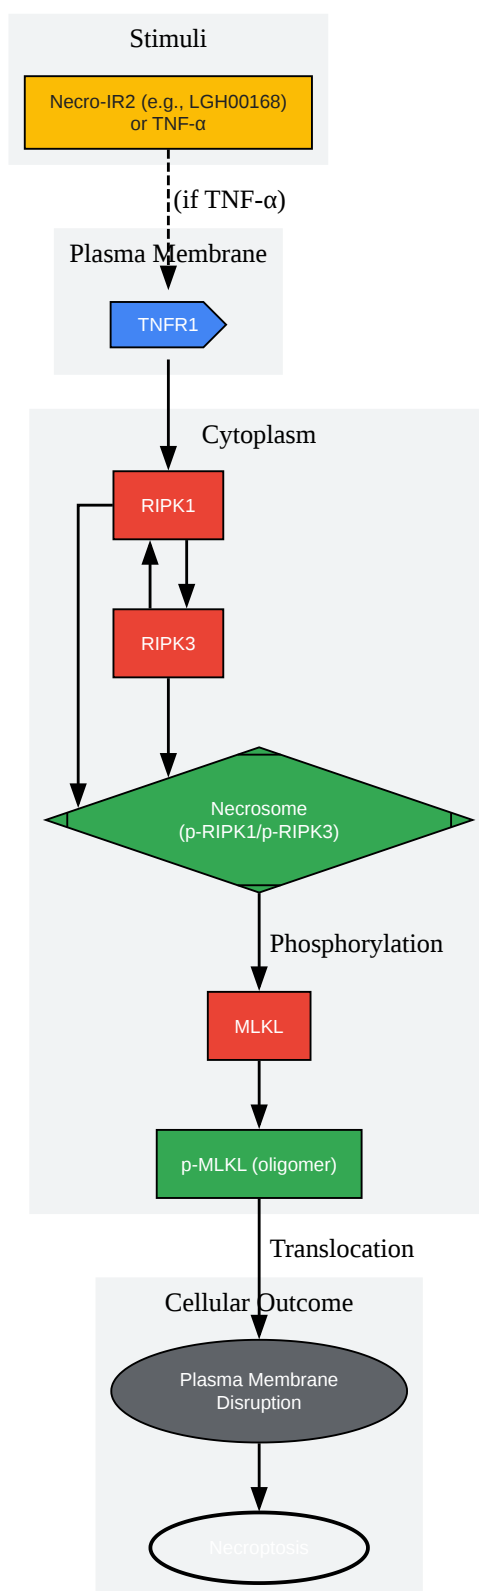 Stimuli
Necro-IR2 (e.g., LGH00168)
or TNF-α
(if TNF-α)
Plasma Membrane
TNFR1
Cytoplasm
RIPK1
RIPK3
Necrosome
(p-RIPK1/p-RIPK3)
Phosphorylation
MLKL
p-MLKL (oligomer)
Translocation
Cellular Outcome
Plasma Membrane
Disruption
Necroptosis